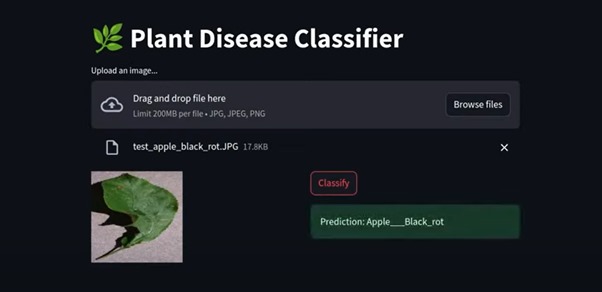 Plant Disease Classifier
Upload an image...
Drag and drop file here
Limit 200MB per file • JPG, JPEG, PNG
Browse files
test_apple_black_rot.JPG 17.8KB
Classify
Prediction: Apple___Black_rot